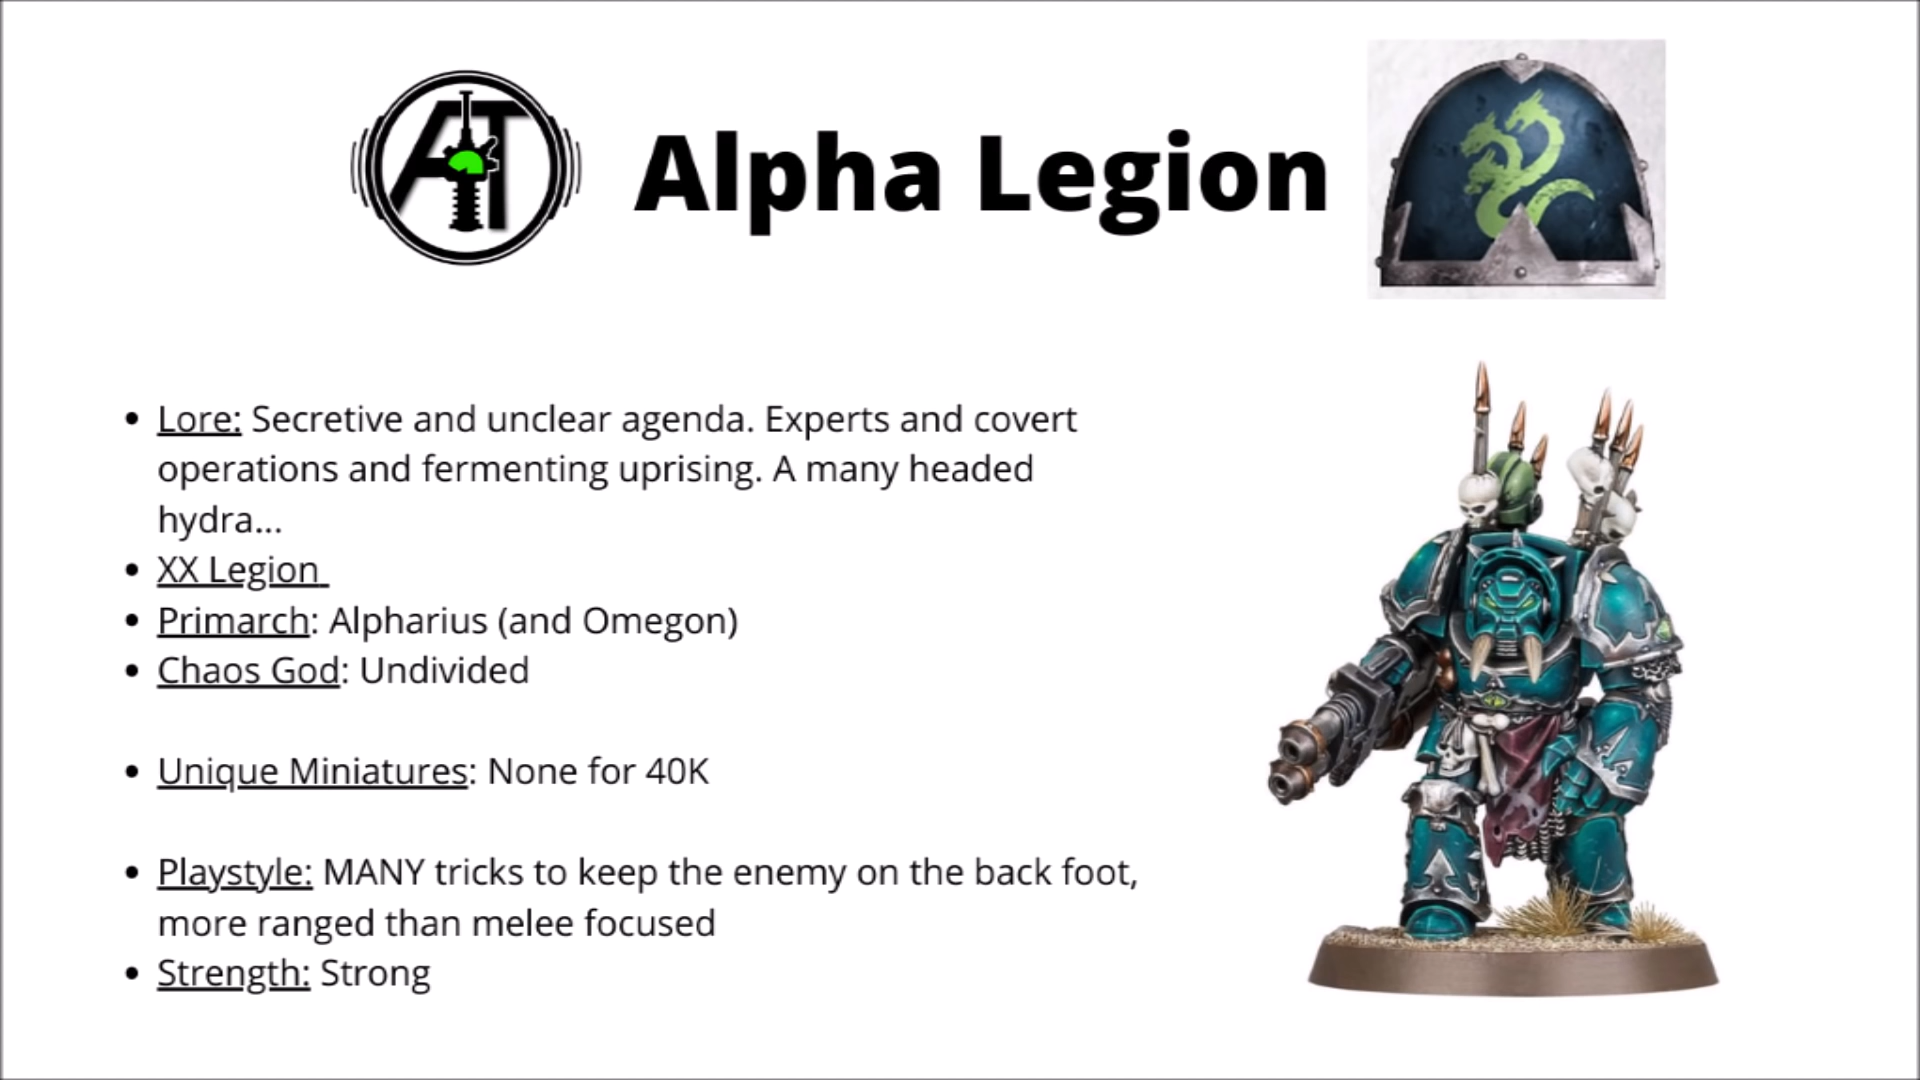 AT
Alpha Legion
• Lore: Secretive and unclear agenda. Experts and covert
operations and fermenting uprising. A many headed
hydra...
• XX Legion
• Primarch: Alpharius (and Omegon)
• Chaos God: Undivided
• Unique Miniatures: None for 40K
• Playstyle: MANY tricks to keep the enemy on the back foot,
more ranged than melee focused
• Strength: Strong